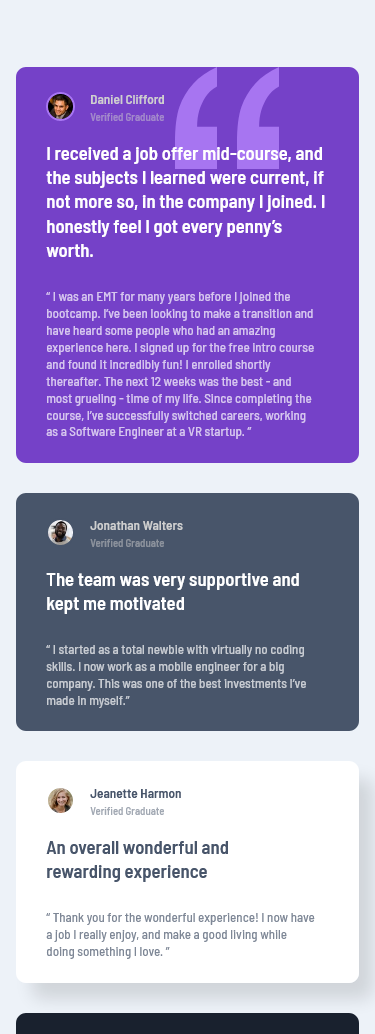 Daniel Clifford
Verified Graduate
I received a job offer mid-course, and
the subjects I learned were current, if
not more so, in the company I joined. I
honestly feel I got every penny’s
worth.
“ I was an EMT for many years before I joined the
bootcamp. I’ve been looking to make a transition and
have heard some people who had an amazing
experience here. I signed up for the free intro course
and found it incredibly fun! I enrolled shortly
thereafter. The next 12 weeks was the best - and
most grueling - time of my life. Since completing the
course, I’ve successfully switched careers, working
as a Software Engineer at a VR startup. ”
Jonathan Walters
Verified Graduate
The team was very supportive and
kept me motivated
“ I started as a total newbie with virtually no coding
skills. I now work as a mobile engineer for a big
company. This was one of the best investments I’ve
made in myself.”
Jeanette Harmon
Verified Graduate
An overall wonderful and
rewarding experience
“ Thank you for the wonderful experience! I now have
a job I really enjoy, and make a good living while
doing something I love. ”